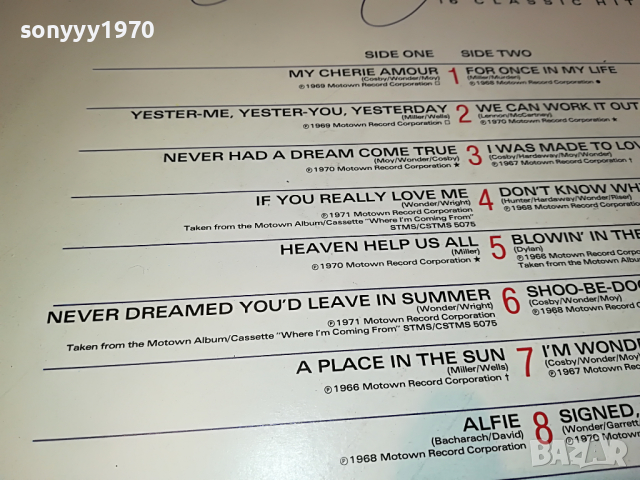 sonyyy1970
16 CLASSIC HIT
SIDE ONE SIDE TWO
MY CHERIE AMOUR 1 FOR ONCE IN MY LIFE
(Cosby/Wonder/Moy) (Miller/Murden)
℗1969 Motown Record Corporation □ ℗1968 Motown Record Corporation ●
YESTER-ME, YESTER-YOU, YESTERDAY 2 WE CAN WORK IT OUT
(Miller/Wells) (Lennon/McCartney)
℗1969 Motown Record Corporation □ ℗1970 Motown Record Corporation ★
NEVER HAD A DREAM COME TRUE 3 I WAS MADE TO LOV
(Moy/Wonder/Cosby) (Cosby/Hardaway/Moy/Wonder)
℗1970 Motown Record Corporation ★ ℗1967 Motown Record Corporation †
IF YOU REALLY LOVE ME 4 DON'T KNOW WHY
(Wonder/Wright) (Hunter/Hardaway/Wonder/Riser)
℗1971 Motown Record Corporation ℗1968 Motown Record Corporation
Taken from the Motown Album/Cassette "Where I'm Coming From" STMS/CSTMS 5075
HEAVEN HELP US ALL 5 BLOWIN' IN THE
(Miller) (Dylan)
℗1970 Motown Record Corporation ★ ℗1966 Motown Record Corporation
Taken from the Motown Album
NEVER DREAMED YOU'D LEAVE IN SUMMER 6 SHOO-BE-DOO
(Wonder/Wright) (Cosby/Wonder/Moy)
℗1971 Motown Record Corporation ℗1968 Motown Record Corporation
Taken from the Motown Album/Cassette "Where I'm Coming From" STMS/CSTMS 5075
A PLACE IN THE SUN 7 I'M WONDE
(Miller/Wells) (Cosby/Wonder/Moy)
℗1966 Motown Record Corporation † ℗1967 Motown Record
ALFIE 8 SIGNED,
(Bacharach/David) (Wonder/Garrett
℗1968 Motown Record Corporation ℗1970 Motown
BAZAR